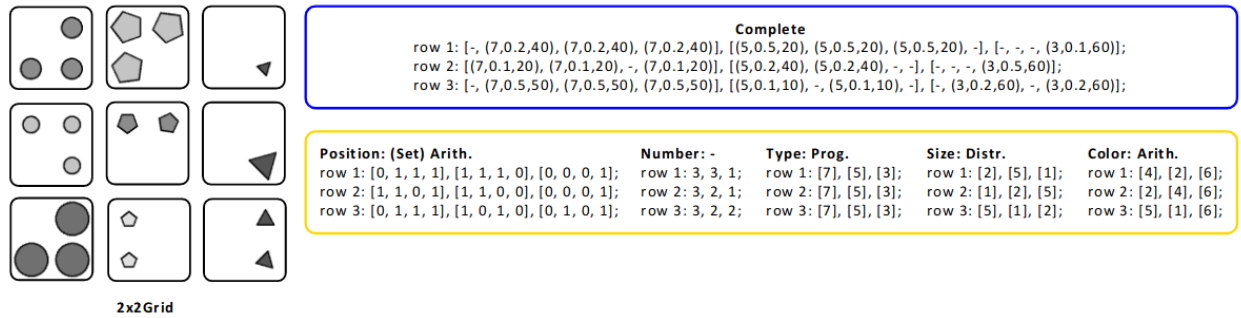 Complete
row 1: [-, (7,0.2,40), (7,0.2,40), (7,0.2,40)], [(5,0.5,20), (5,0.5,20), (5,0.5,20), -], [-, -, -, (3,0.1,60)];
row 2: [(7,0.1,20), (7,0.1,20), -, (7,0.1,20)], [(5,0.2,40), (5,0.2,40), -, -], [-, -, -, (3,0.5,60)];
row 3: [-, (7,0.5,50), (7,0.5,50), (7,0.5,50)], [(5,0.1,10), -, (5,0.1,10), -], [-, (3,0.2,60), -, (3,0.2,60)];
Position: (Set) Arith. Number: - Type: Prog. Size: Distr. Color: Arith.
row 1: [0, 1, 1, 1], [1, 1, 1, 0], [0, 0, 0, 1]; row 1: 3, 3, 1; row 1: [7], [5], [3]; row 1: [2], [5], [1]; row 1: [4], [2], [6];
row 2: [1, 1, 0, 1], [1, 1, 0, 0], [0, 0, 0, 1]; row 2: 3, 2, 1; row 2: [7], [5], [3]; row 2: [1], [2], [5]; row 2: [2], [4], [6];
row 3: [0, 1, 1, 1], [1, 0, 1, 0], [0, 1, 0, 1]; row 3: 3, 2, 2; row 3: [7], [5], [3]; row 3: [5], [1], [2]; row 3: [5], [1], [6];
2x2Grid